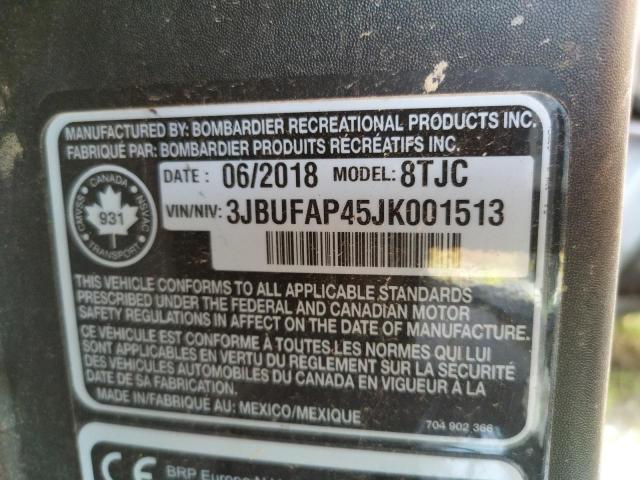 MANUFACTURED BY: BOMBARDIER RECREATIONAL PRODUCTS INC.
FABRIQUÉ PAR: BOMBARDIER PRODUITS RÉCRÉATIFS INC.
DATE : 06/2018 MODEL: 8TJC
VIN/NIV: 3JBUFAP45JK001513
CANADA
CMVSS
NSVAC
931
TRANSPORT
THIS VEHICLE CONFORMS TO ALL APPLICABLE STANDARDS
PRESCRIBED UNDER THE FEDERAL AND CANADIAN MOTOR
SAFETY REGULATIONS IN AFFECT ON THE DATE OF MANUFACTURE.
CE VÉHICULE EST CONFORME À TOUTES LES NORMES QUI LUI
SONT APPLICABLES EN VERTU DU RÈGLEMENT SUR LA SÉCURITÉ
DES VÉHICULES AUTOMOBILES DU CANADA EN VIGUEUR À LA
DATE DE SA FABRICATION.
MADE IN/FABRIQUÉ AU: MEXICO/MEXIQUE
704 902 366
CE BRP Europe N.V.